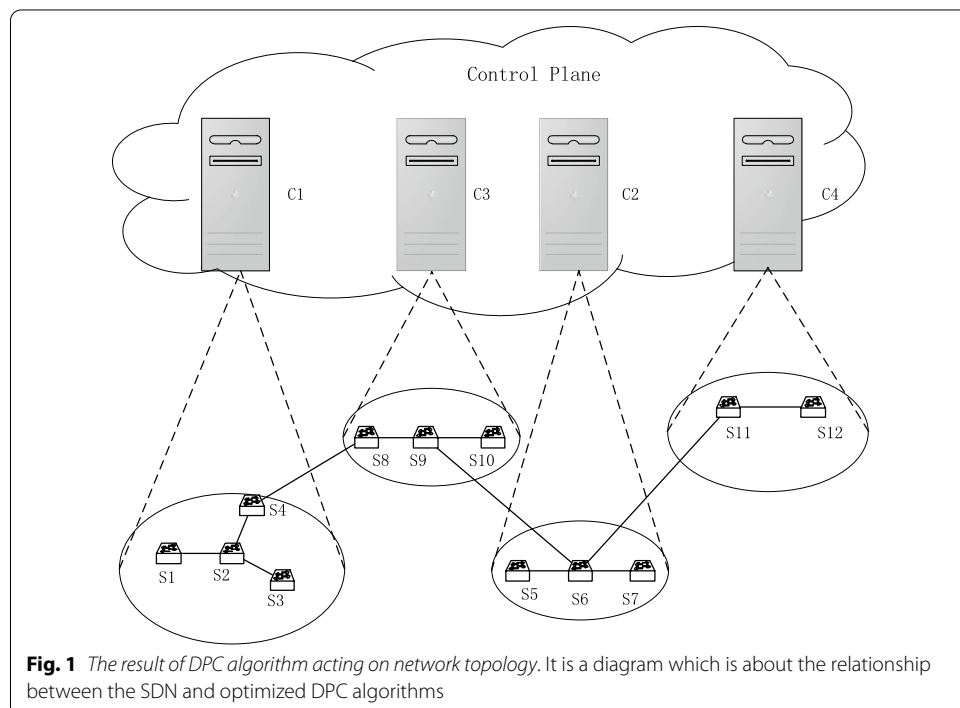 Control Plane
C1
C3
C2
C4
S11
S12
S8
S9
S10
S4
S1
S2
S3
S5
S6
S7
Fig. 1 The result of DPC algorithm acting on network topology. It is a diagram which is about the relationship
between the SDN and optimized DPC algorithms